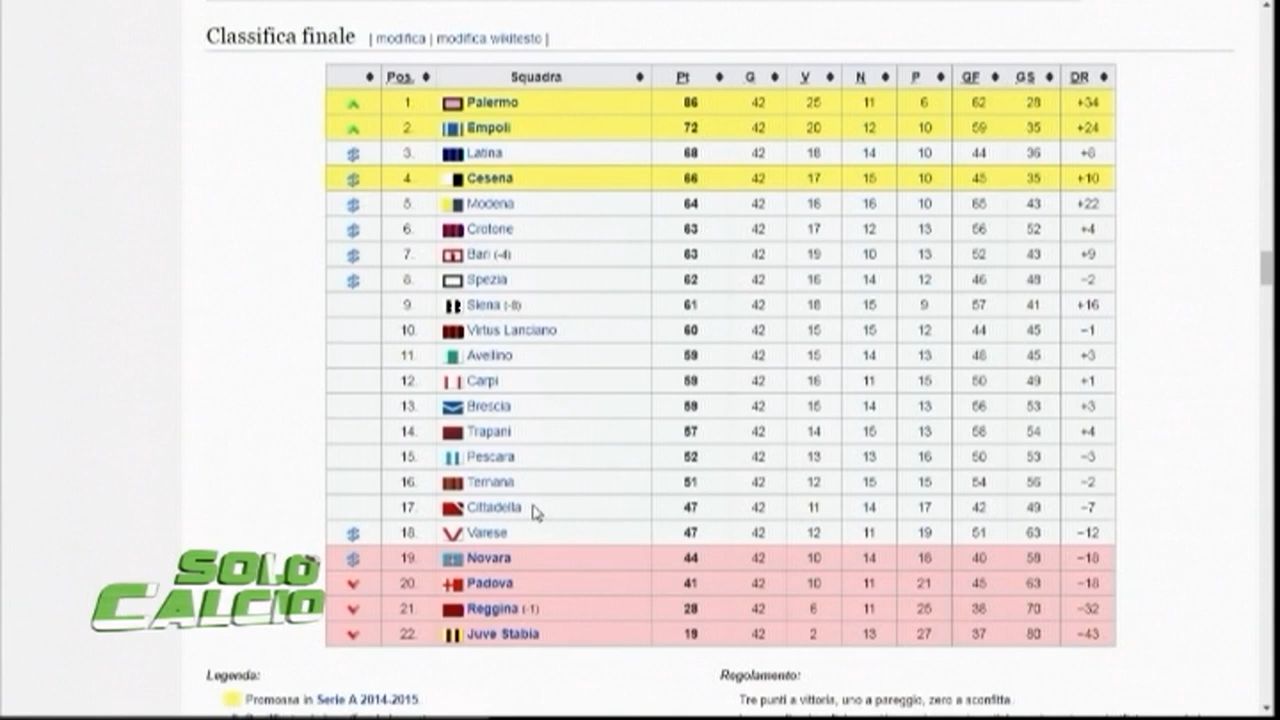 Classifica finale [ modifica | modifica wikitesto ]
Pos. Squadra Pt G V N P GF GS DR
1. Palermo 86 42 25 11 6 62 28 +34
2. Empoli 72 42 20 12 10 59 35 +24
3. Latina 68 42 18 14 10 44 36 +8
4. Cesena 66 42 17 15 10 45 35 +10
5. Modena 64 42 16 16 10 65 43 +22
6. Crotone 63 42 17 12 13 56 52 +4
7. Bari (-4) 63 42 19 10 13 52 43 +9
8. Spezia 62 42 16 14 12 46 48 −2
9. Siena (-8) 61 42 18 15 9 57 41 +16
10. Virtus Lanciano 60 42 15 15 12 44 45 −1
11. Avellino 59 42 15 14 13 48 45 +3
12. Carpi 59 42 16 11 15 50 49 +1
13. Brescia 59 42 15 14 13 56 53 +3
14. Trapani 57 42 14 15 13 58 54 +4
15. Pescara 52 42 13 13 16 50 53 −3
16. Ternana 51 42 12 15 15 54 56 −2
17. Cittadella 47 42 11 14 17 42 49 −7
18. Varese 47 42 12 11 19 51 63 −12
19. Novara 44 42 10 14 18 40 58 −18
20. Padova 41 42 10 11 21 45 63 −18
21. Reggina (-1) 28 42 6 11 25 38 70 −32
22. Juve Stabia 19 42 2 13 27 37 80 −43
SOLO
CALCIO
Legenda: Regolamento:
Promossa in Serie A 2014-2015. Tre punti a vittoria, uno a pareggio, zero a sconfitta.